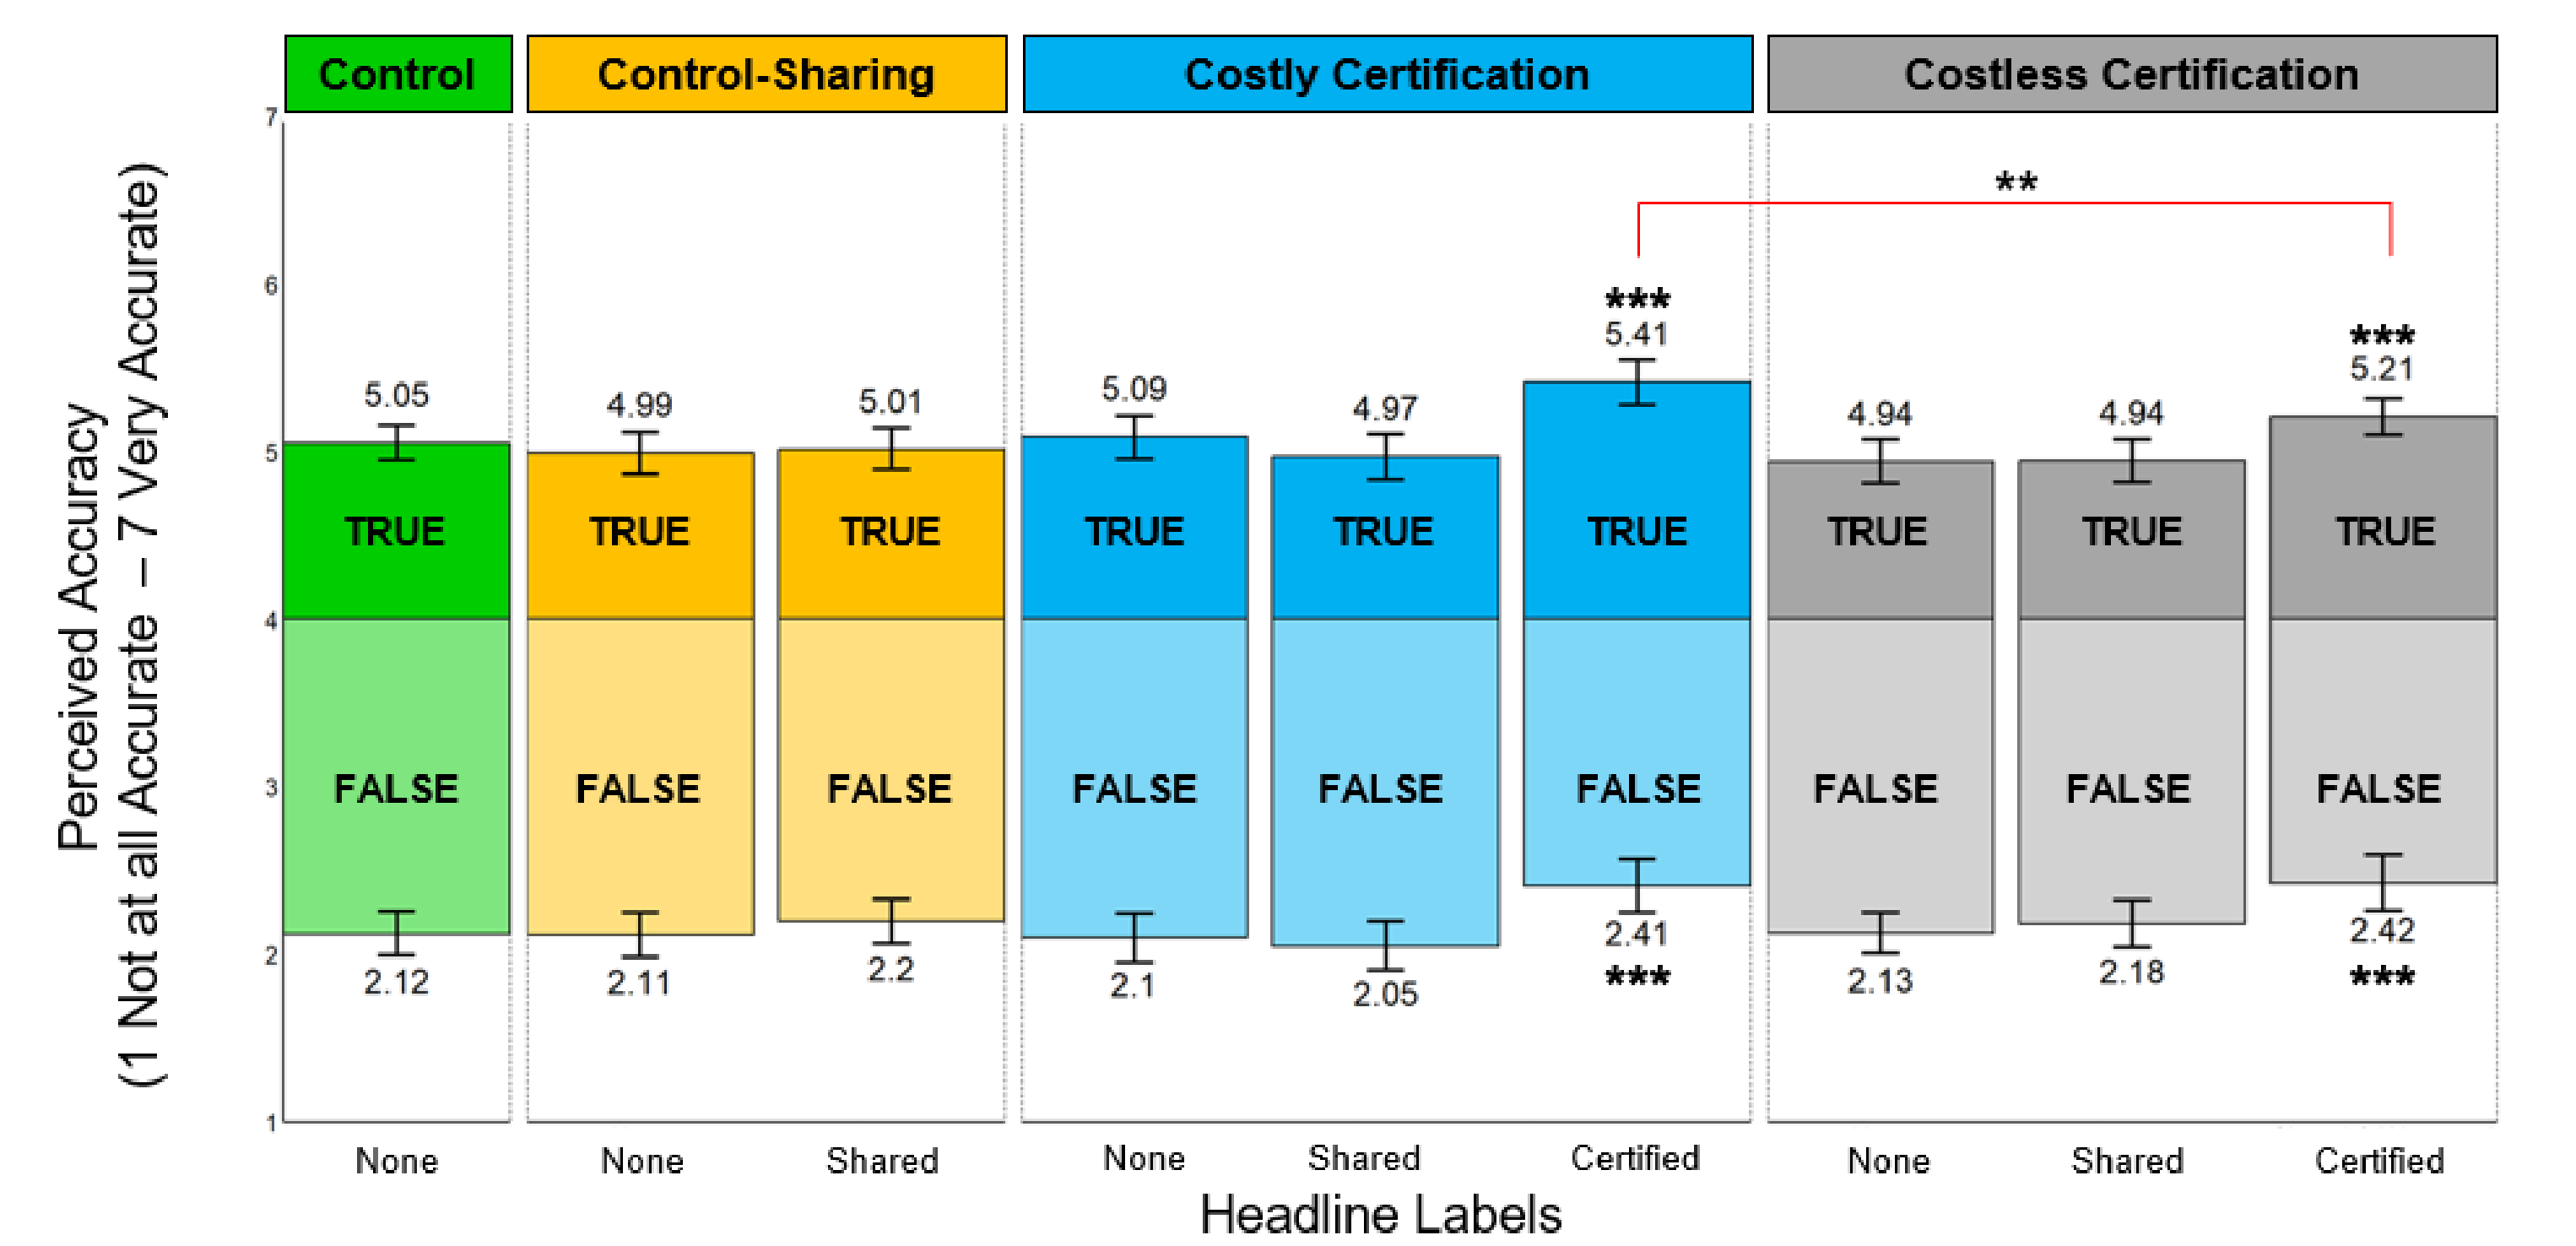 Control
Control-Sharing
Costly Certification
Costless Certification
Perceived Accuracy
(1 Not at all Accurate – 7 Very Accurate)
7
6
5
4
3
2
1
**
***
5.41
***
5.21
5.05
4.99
5.01
5.09
4.97
4.94
4.94
TRUE
TRUE
TRUE
TRUE
TRUE
TRUE
TRUE
TRUE
TRUE
FALSE
FALSE
FALSE
FALSE
FALSE
FALSE
FALSE
FALSE
FALSE
2.12
2.11
2.2
2.1
2.05
2.41
***
2.13
2.18
2.42
***
None
None
Shared
None
Shared
Certified
None
Shared
Certified
Headline Labels